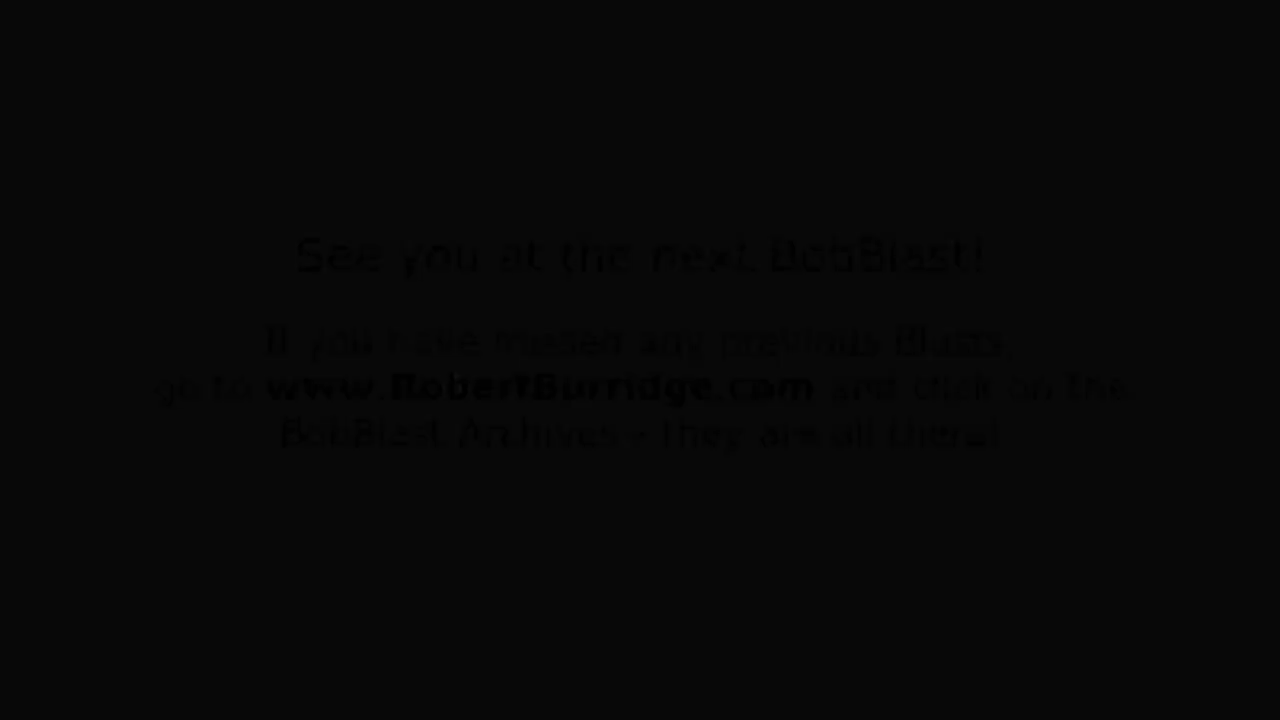 See you at the next BobBlast!
If you have missed any previous Blasts,
go to www.RobertBurridge.com and click on the
BobBlast Archives - they are all there!